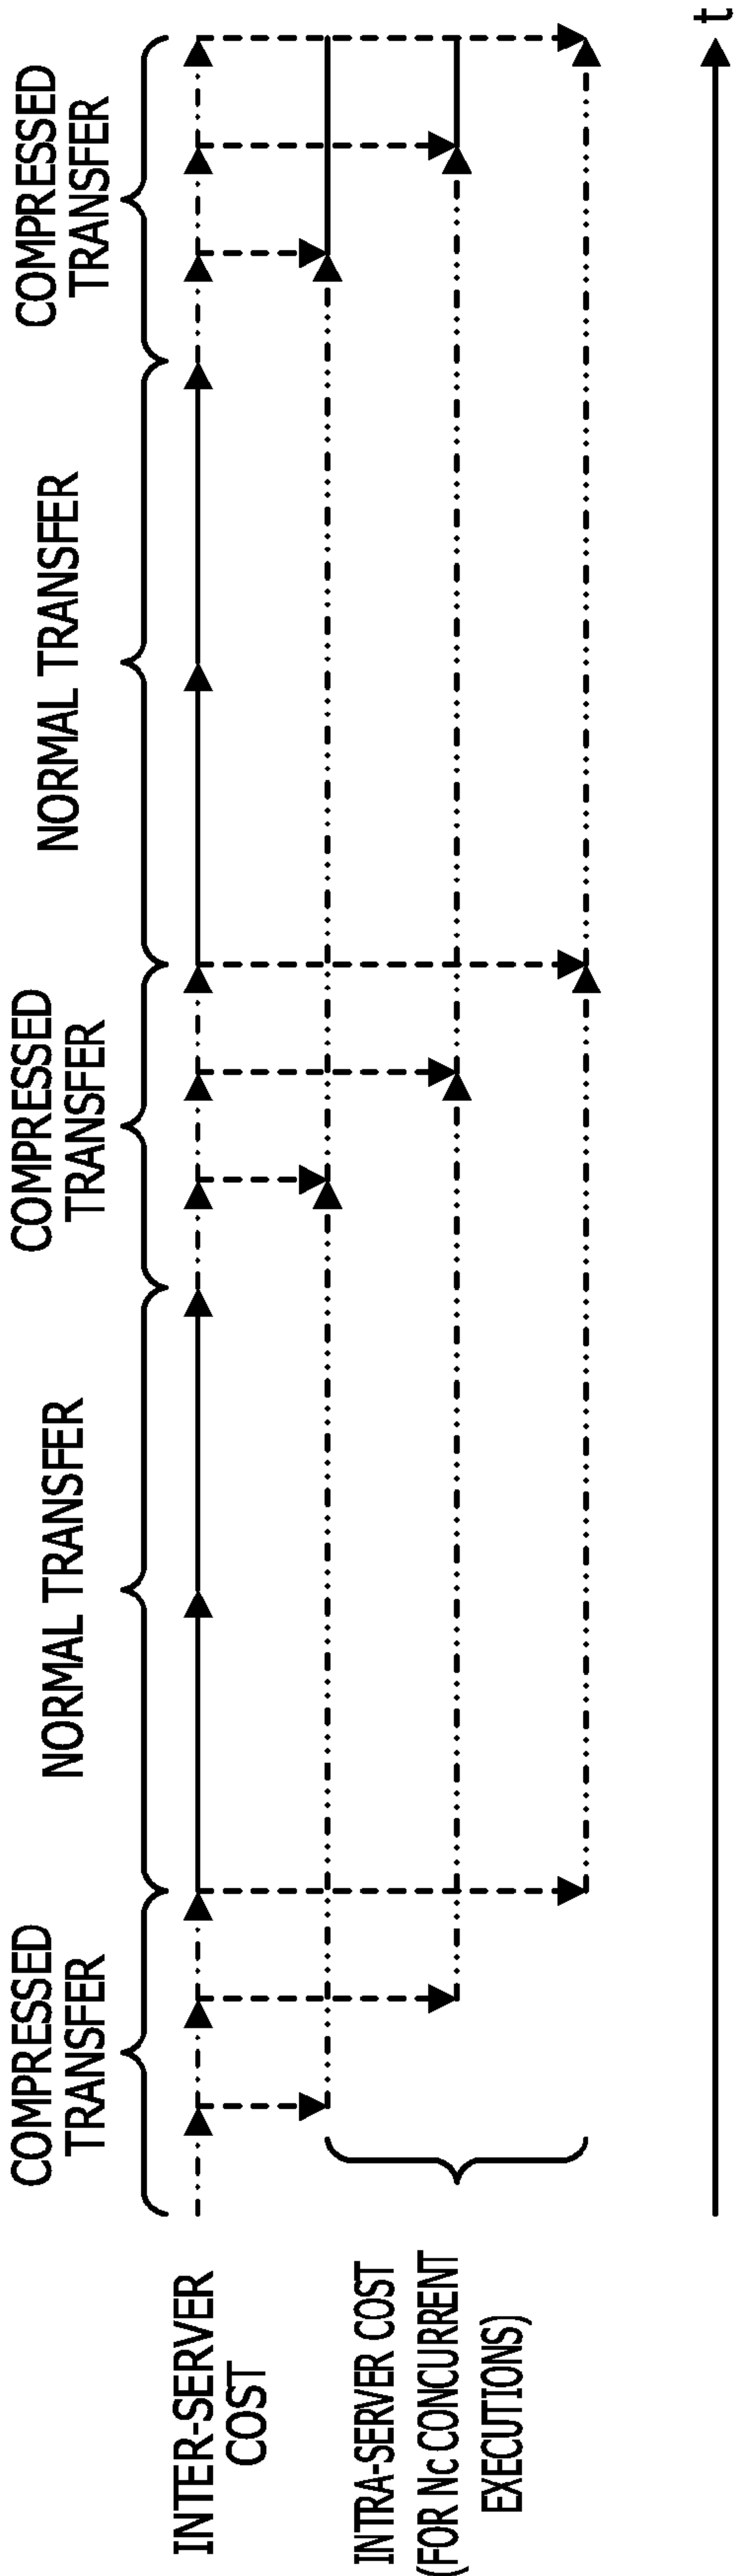 COMPRESSED
TRANSFER
NORMAL TRANSFER
COMPRESSED
TRANSFER
NORMAL TRANSFER
COMPRESSED
TRANSFER
INTER-SERVER
COST
INTRA-SERVER COST
(FOR Nc CONCURRENT
EXECUTIONS)
t